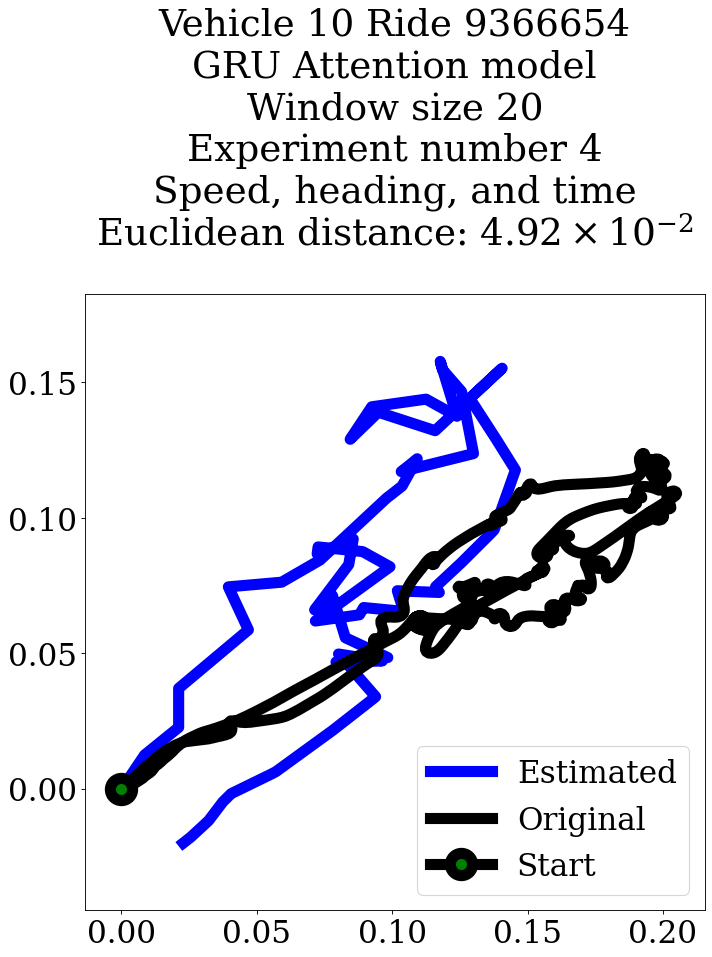 Vehicle 10 Ride 9366654
GRU Attention model
Window size 20
Experiment number 4
Speed, heading, and time
Euclidean distance: 4.92 × 10⁻²
0.15
0.10
0.05
0.00
Estimated
Original
Start
0.00 0.05 0.10 0.15 0.20